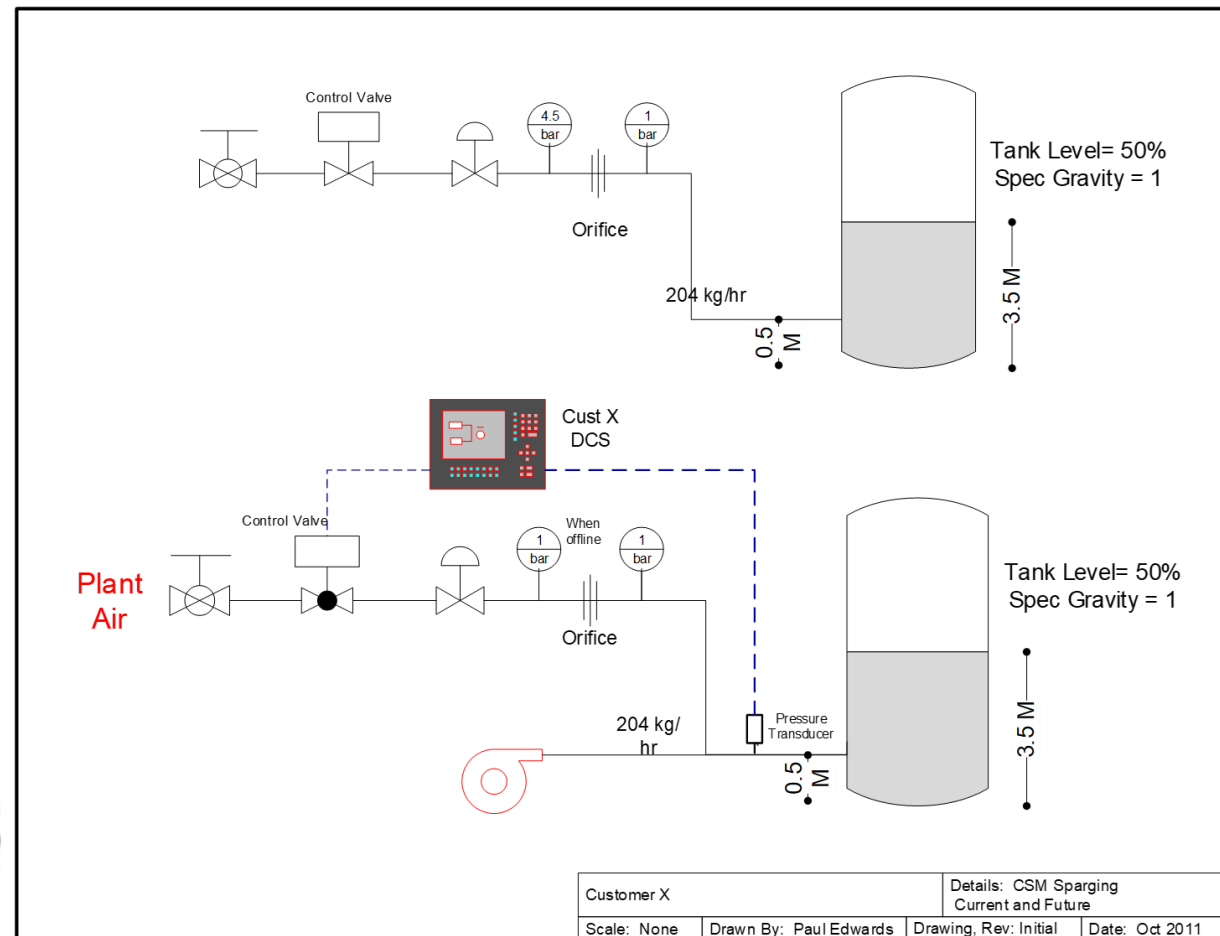 Control Valve
4.5
bar
1
bar
Orifice
Tank Level= 50%
Spec Gravity = 1
3.5 M
204 kg/hr
0.5
M
Cust X
DCS
Control Valve
Plant
Air
1
bar
When
offline
1
bar
Orifice
Tank Level= 50%
Spec Gravity = 1
3.5 M
204 kg/
hr
Pressure
Transducer
0.5
M
Customer X
Details: CSM Sparging
Current and Future
Scale: None
Drawn By: Paul Edwards
Drawing, Rev: Initial
Date: Oct 2011